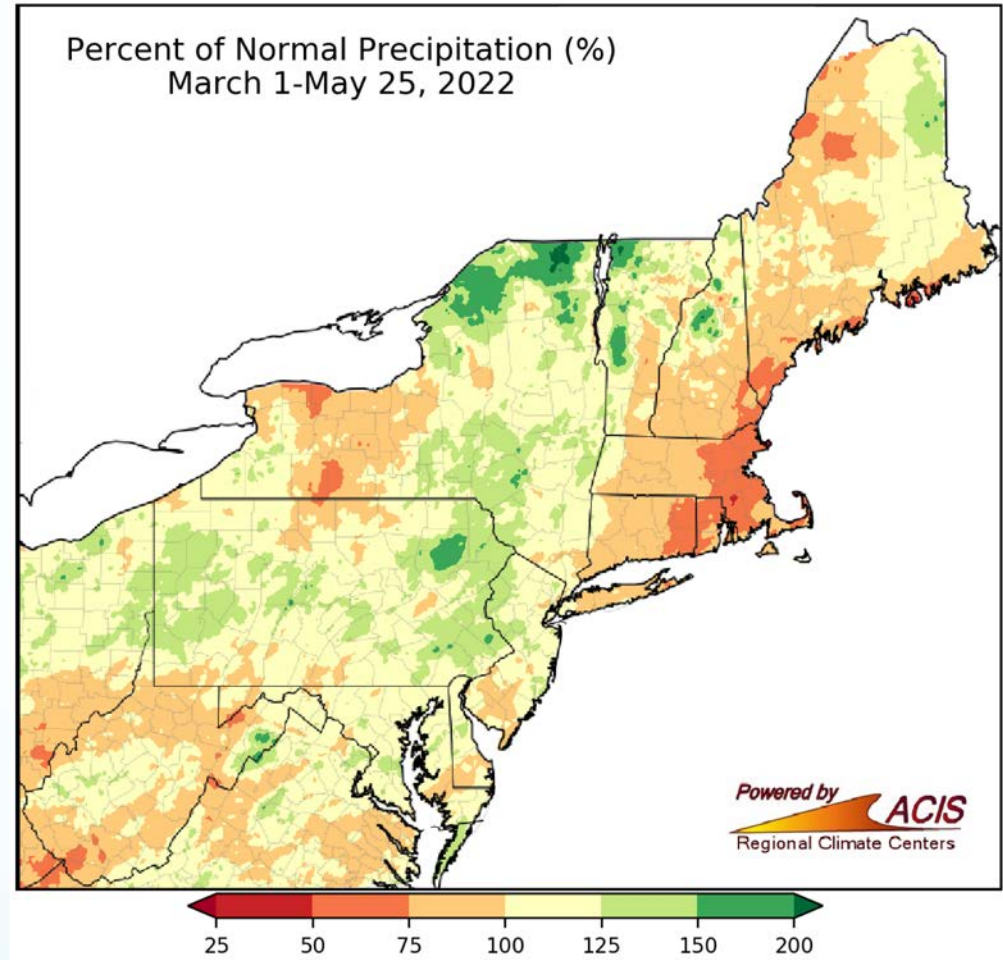 Percent of Normal Precipitation (%)
March 1-May 25, 2022
Powered by
ACIS
Regional Climate Centers
25 50 75 100 125 150 200